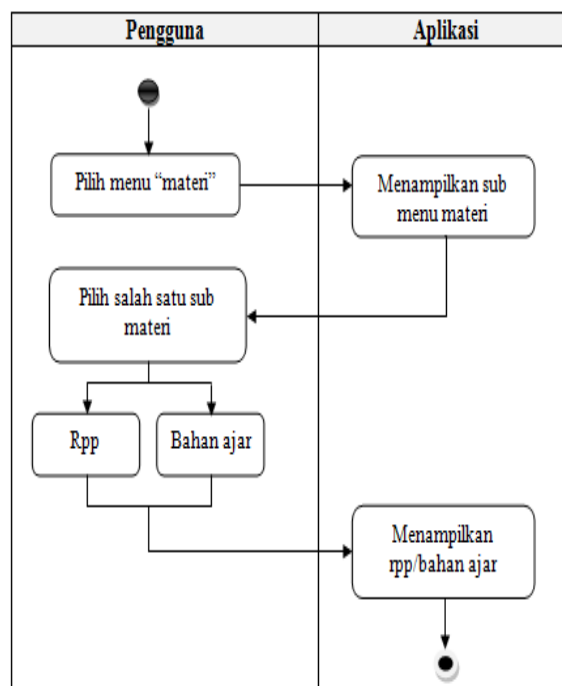 Pengguna
Aplikasi
Pilih menu “materi”
Menampilkan sub
menu materi
Pilih salah satu sub
materi
Rpp
Bahan ajar
Menampilkan
rpp/bahan ajar